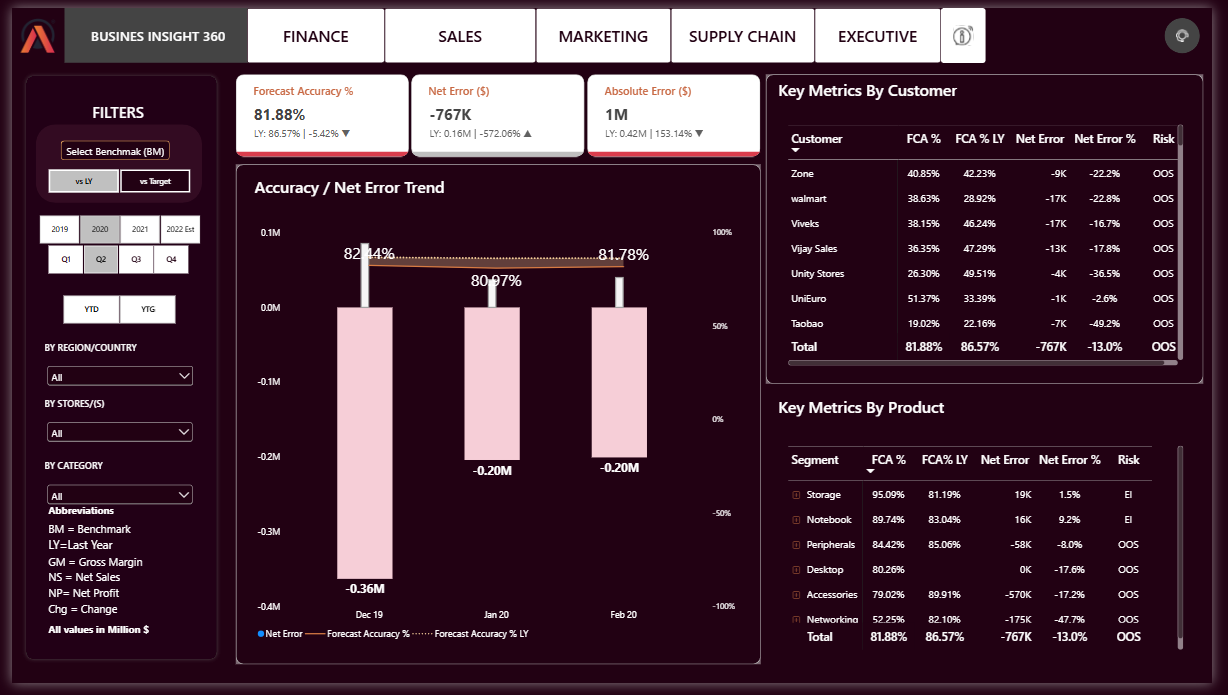 BUSINES INSIGHT 360
FINANCE
SALES
MARKETING
SUPPLY CHAIN
EXECUTIVE
FILTERS
Select Benchmak (BM)
vs LY
vs Target
2019
2020
2021
2022 Est
Q1
Q2
Q3
Q4
YTD
YTG
BY REGION/COUNTRY
All
BY STORES/(S)
All
BY CATEGORY
All
Abbreviations
BM = Benchmark
LY=Last Year
GM = Gross Margin
NS = Net Sales
NP= Net Profit
Chg = Change
All values in Million $
Forecast Accuracy %
81.88%
LY: 86.57% | -5.42% ▼
Net Error ($)
-767K
LY: 0.16M | -572.06% ▲
Absolute Error ($)
1M
LY: 0.42M | 153.14% ▼
Accuracy / Net Error Trend
0.1M
0.0M
-0.1M
-0.2M
-0.3M
-0.4M
82.44%
80.97%
81.78%
-0.36M
-0.20M
-0.20M
100%
50%
0%
-50%
-100%
Dec 19
Jan 20
Feb 20
Net Error
Forecast Accuracy %
Forecast Accuracy % LY
Key Metrics By Customer
Customer FCA % FCA % LY Net Error Net Error % Risk
Zone 40.85% 42.23% -9K -22.2% OOS
walmart 38.63% 28.92% -17K -22.8% OOS
Viveks 38.15% 46.24% -17K -16.7% OOS
Vijay Sales 36.35% 47.29% -13K -17.8% OOS
Unity Stores 26.30% 49.51% -4K -36.5% OOS
UniEuro 51.37% 33.39% -1K -2.6% OOS
Taobao 19.02% 22.16% -7K -49.2% OOS
Total 81.88% 86.57% -767K -13.0% OOS
Key Metrics By Product
Segment FCA % FCA% LY Net Error Net Error % Risk
Storage 95.09% 81.19% 19K 1.5% EI
Notebook 89.74% 83.04% 16K 9.2% EI
Peripherals 84.42% 85.06% -58K -8.0% OOS
Desktop 80.26% 0K -17.6% OOS
Accessories 79.02% 89.91% -570K -17.2% OOS
Networking 52.25% 82.10% -175K -47.7% OOS
Total 81.88% 86.57% -767K -13.0% OOS